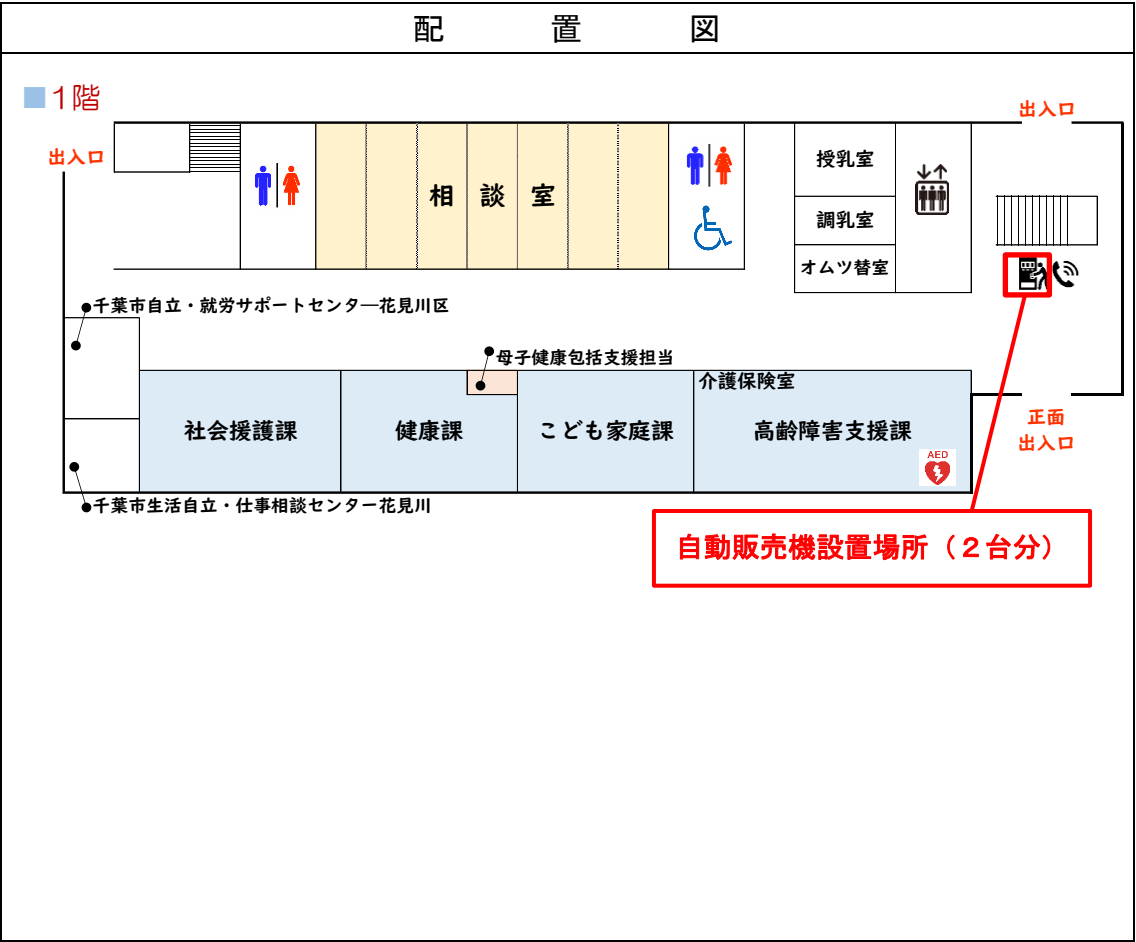 配置図
■1階
出入口
出入口
相談室
授乳室
調乳室
オムツ替室
千葉市自立・就労サポートセンター花見川区
母子健康包括支援担当
介護保険室
社会援護課
健康課
こども家庭課
高齢障害支援課
正面
出入口
AED
千葉市生活自立・仕事相談センター花見川
自動販売機設置場所（２台分）